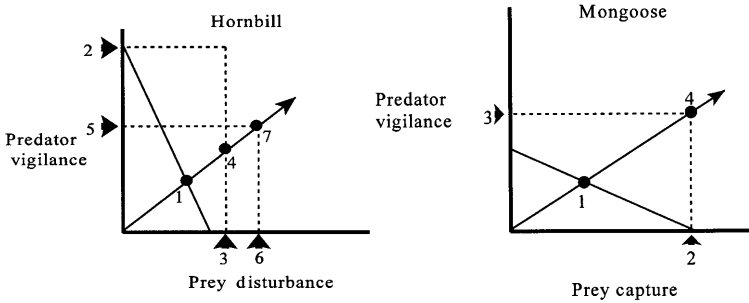 Hornbill
2
5
Predator
vigilance
7
4
1
3
6
Prey disturbance
Mongoose
Predator
vigilance
3
4
1
2
Prey capture